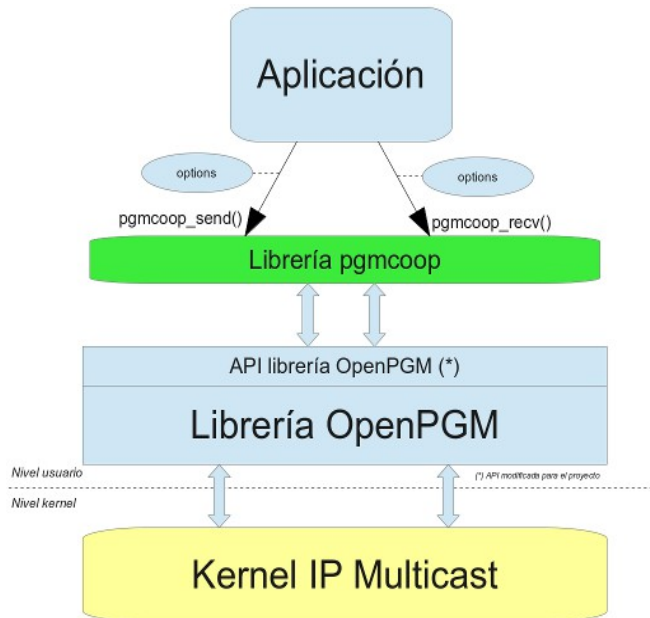 Aplicación
options
options
pgmcoop_send()
pgmcoop_recv()
Librería pgmcoop
API librería OpenPGM (*)
Librería OpenPGM
Nivel usuario
(*) API modificada para el proyecto
Nivel kernel
Kernel IP Multicast